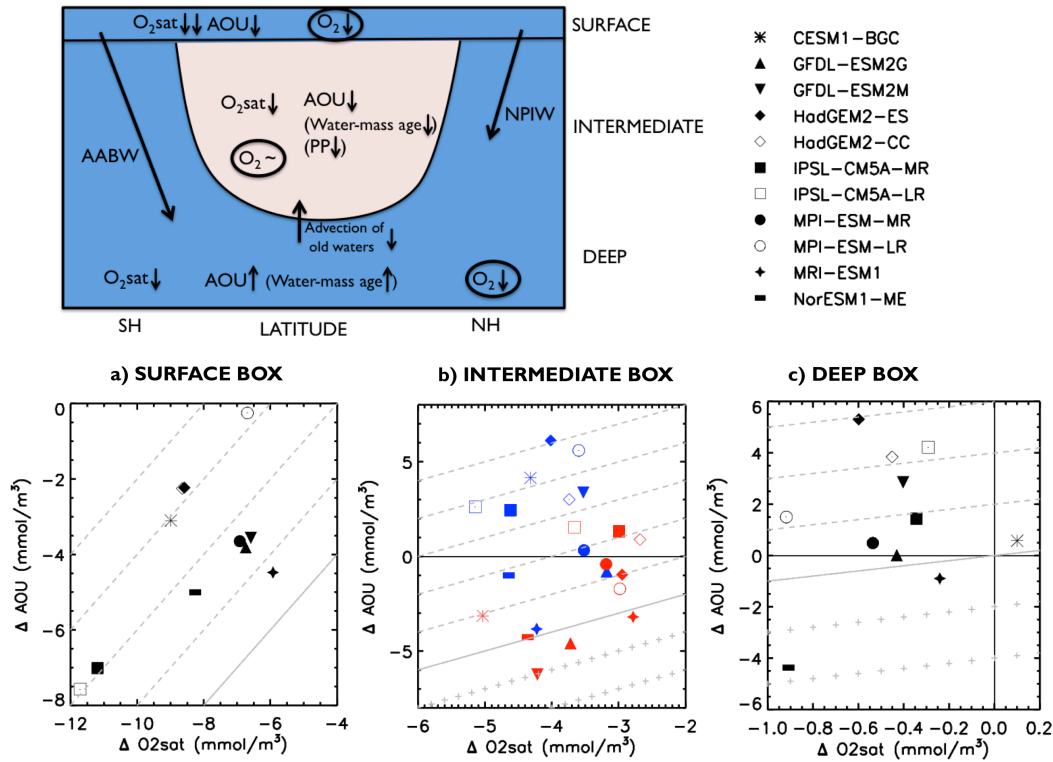 O₂sat↓↓ AOU↓ O₂↓ SURFACE
O₂sat↓ AOU↓
(Water-mass age↓)
(PP↓)
O₂ ~
NPIW
INTERMEDIATE
AABW
Advection of
old waters ↓
DEEP
O₂sat↓ AOU↑ (Water-mass age↑) O₂↓
SH LATITUDE NH
CESM1-BGC
GFDL-ESM2G
GFDL-ESM2M
HadGEM2-ES
HadGEM2-CC
IPSL-CM5A-MR
IPSL-CM5A-LR
MPI-ESM-MR
MPI-ESM-LR
MRI-ESM1
NorESM1-ME
a) SURFACE BOX
Δ AOU (mmol/m³)
0
-2
-4
-6
-8
-12 -10 -8 -6 -4
Δ O2sat (mmol/m³)
b) INTERMEDIATE BOX
Δ AOU (mmol/m³)
5
0
-5
-6 -5 -4 -3 -2
Δ O2sat (mmol/m³)
c) DEEP BOX
Δ AOU (mmol/m³)
6
4
2
0
-2
-4
-6
-1.0 -0.8 -0.6 -0.4 -0.2 0.0 0.2
Δ O2sat (mmol/m³)